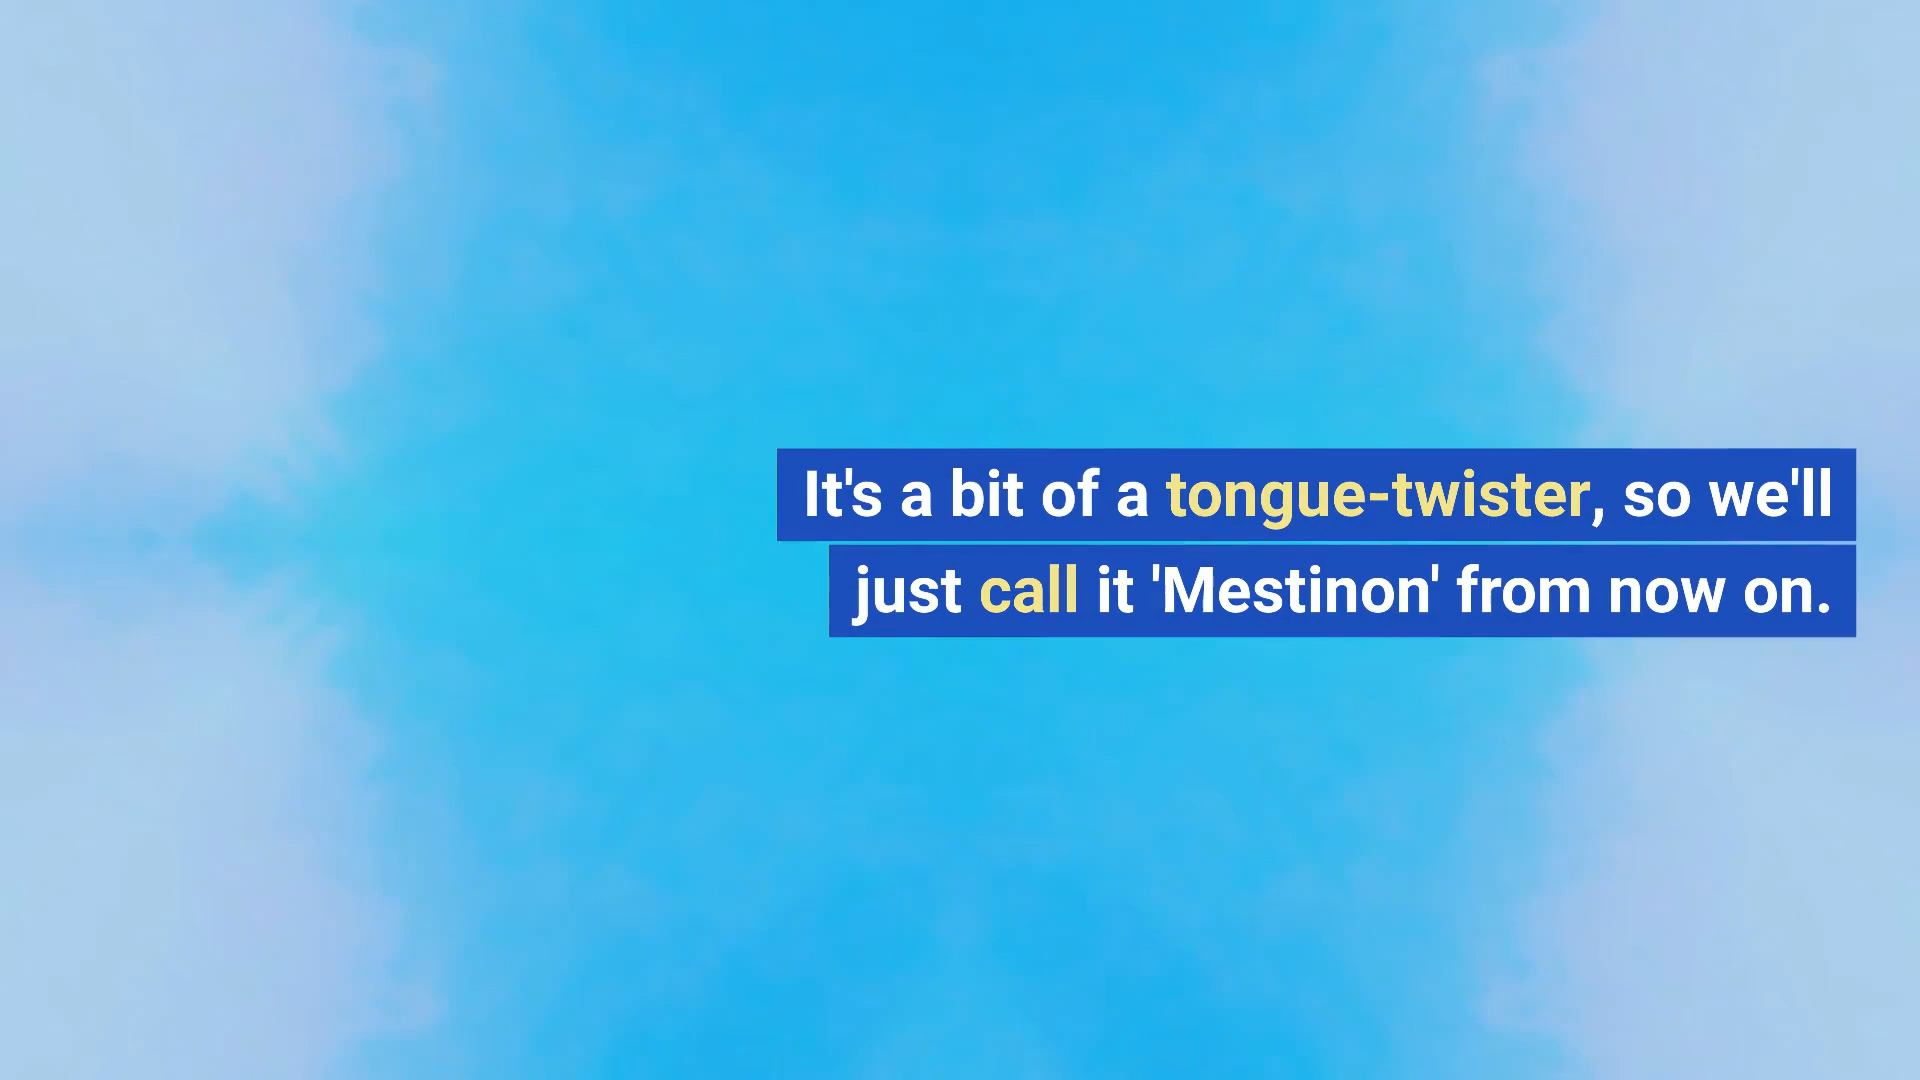 It's a bit of a tongue-twister, so we'll
just call it 'Mestinon' from now on.